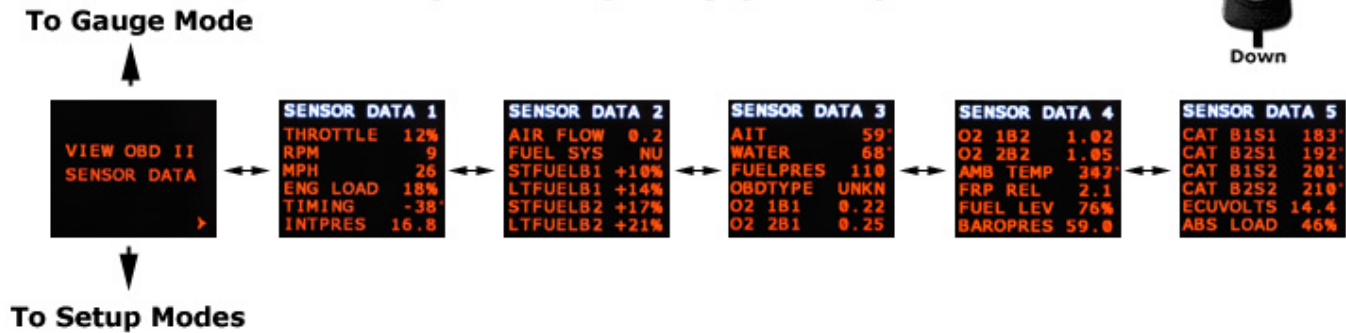 To Gauge Mode
Down
VIEW OBD II
SENSOR DATA
SENSOR DATA 1
THROTTLE 12%
RPM 9
MPH 26
ENG LOAD 18%
TIMING -38°
INTPRES 16.8
SENSOR DATA 2
AIR FLOW 0.2
FUEL SYS NU
STFUELB1 +10%
LTFUELB1 +14%
STFUELB2 +17%
LTFUELB2 +21%
SENSOR DATA 3
AIT 59°
WATER 68°
FUELPRES 110
OBDTYPE UNKN
O2 1B1 0.22
O2 2B1 0.25
SENSOR DATA 4
O2 1B2 1.02
O2 2B2 1.05
AMB TEMP 347°
FRP REL 2.1
FUEL LEV 76%
BAROPRES 59.0
SENSOR DATA 5
CAT B1S1 183°
CAT B2S1 192°
CAT B1S2 201°
CAT B2S2 210°
ECUVOLTS 14.4
ABS LOAD 46%
To Setup Modes